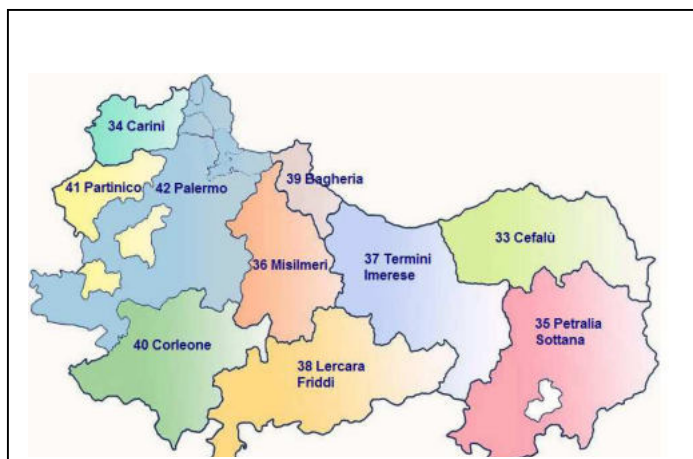 34 Carini
41 Partinico
42 Palermo
39 Bagheria
33 Cefalù
36 Misilmeri
37 Termini
Imerese
35 Petralia
Sottana
40 Corleone
38 Lercara
Friddi